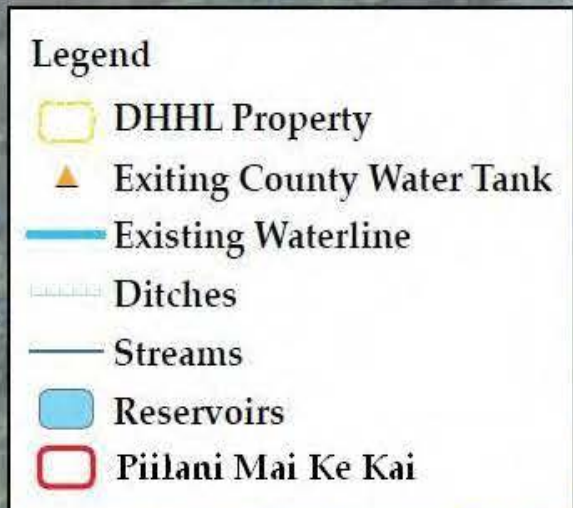 Legend
DHHL Property
Exiting County Water Tank
Existing Waterline
Ditches
Streams
Reservoirs
Piilani Mai Ke Kai